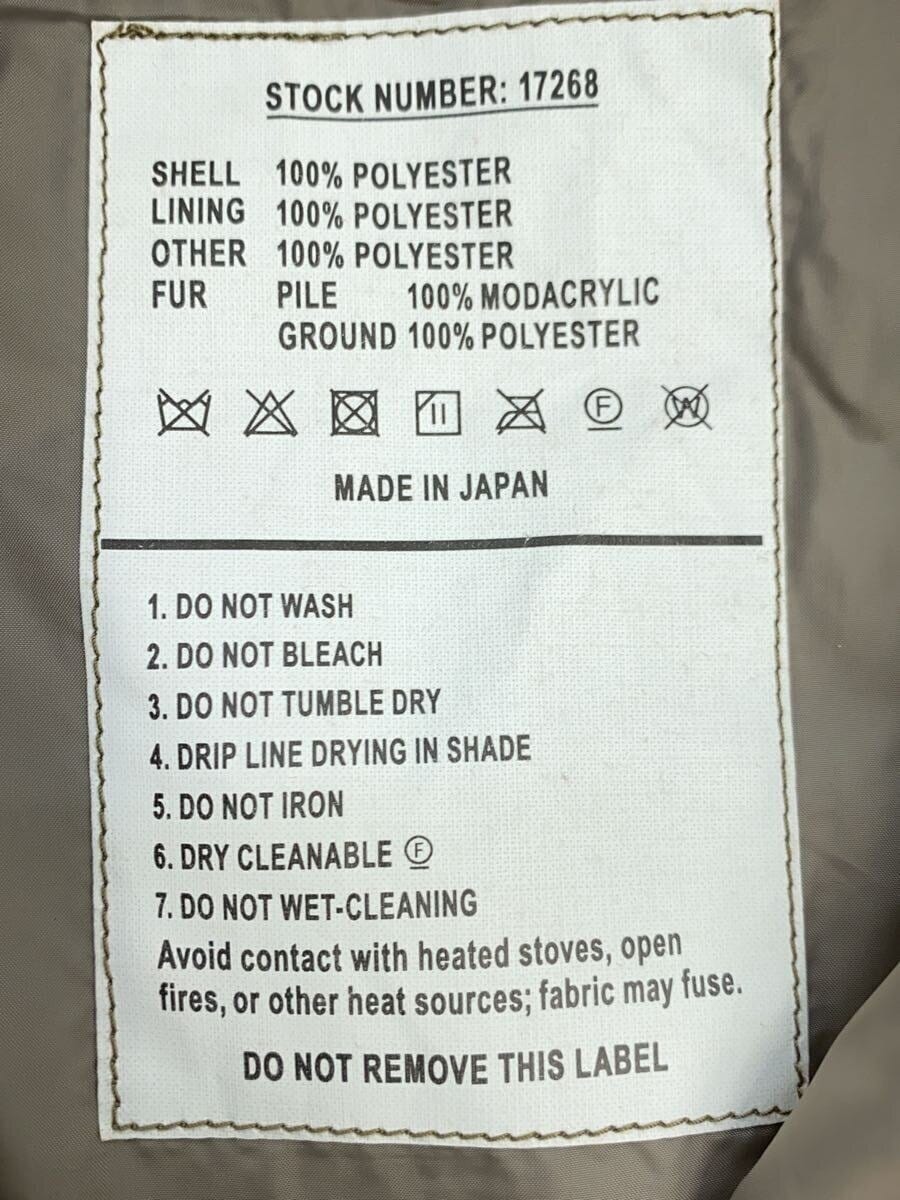 STOCK NUMBER: 17268
SHELL 100% POLYESTER
LINING 100% POLYESTER
OTHER 100% POLYESTER
FUR PILE 100% MODACRYLIC
GROUND 100% POLYESTER
F W
MADE IN JAPAN
1. DO NOT WASH
2. DO NOT BLEACH
3. DO NOT TUMBLE DRY
4. DRIP LINE DRYING IN SHADE
5. DO NOT IRON
6. DRY CLEANABLE Ⓕ
7. DO NOT WET-CLEANING
Avoid contact with heated stoves, open
fires, or other heat sources; fabric may fuse.
DO NOT REMOVE THIS LABEL